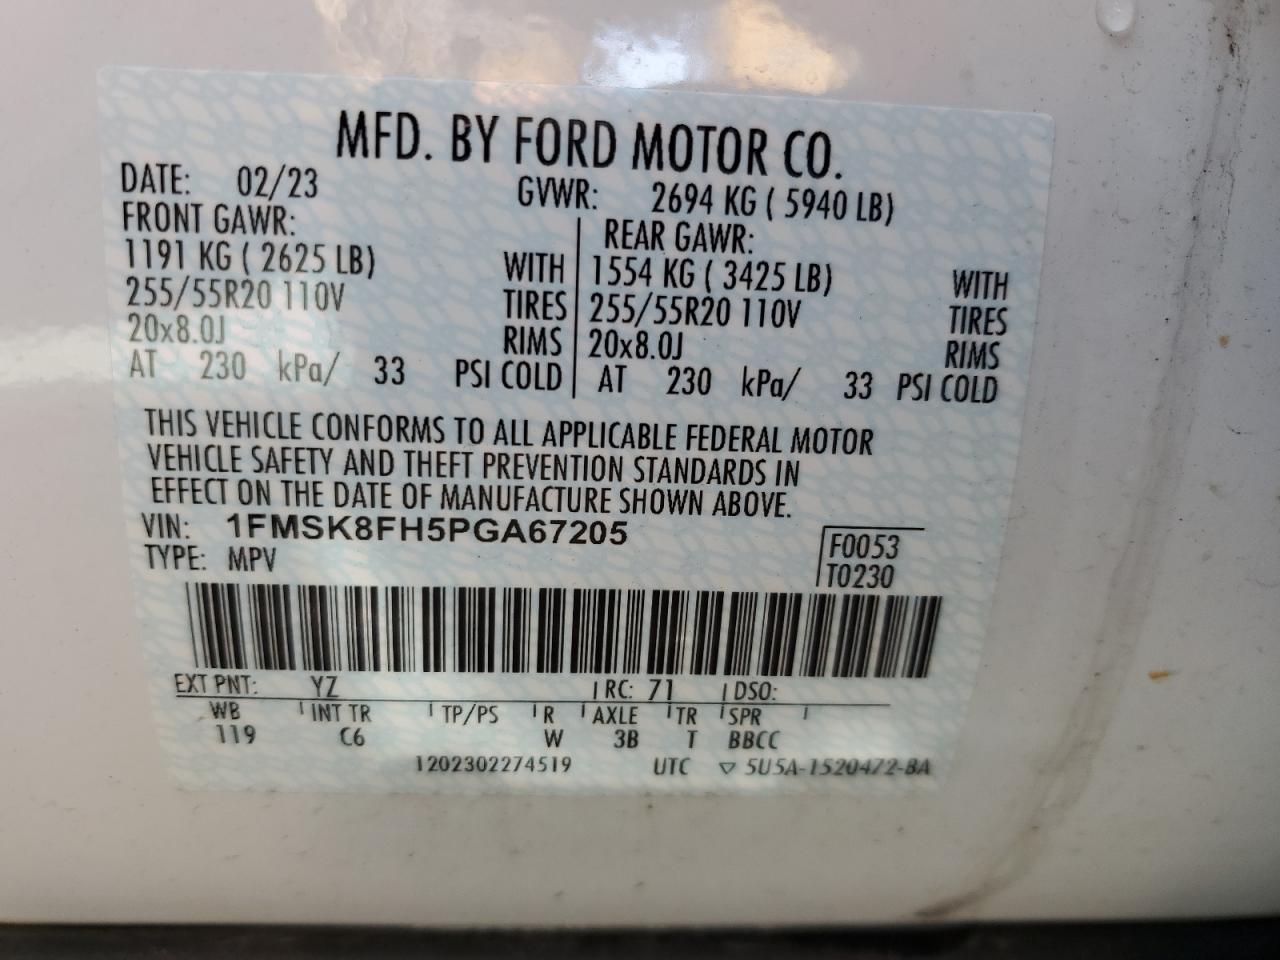 MFD. BY FORD MOTOR CO.
DATE: 02/23 GVWR: 2694 KG ( 5940 LB)
FRONT GAWR:
1191 KG ( 2625 LB) WITH
255/55R20 110V TIRES
20x8.0J RIMS
AT 230 kPa/ 33 PSI COLD
REAR GAWR:
1554 KG ( 3425 LB) WITH
255/55R20 110V TIRES
20x8.0J RIMS
AT 230 kPa/ 33 PSI COLD
THIS VEHICLE CONFORMS TO ALL APPLICABLE FEDERAL MOTOR
VEHICLE SAFETY AND THEFT PREVENTION STANDARDS IN
EFFECT ON THE DATE OF MANUFACTURE SHOWN ABOVE.
VIN: 1FMSK8FH5PGA67205
TYPE: MPV
F0053
T0230
EXT PNT: YZ RC: 71 DSO:
WB INT TR TP/PS R AXLE TR SPR
119 C6 W 3B T BBCC
1202302274519 UTC ▽ 5U5A-1520472-BA